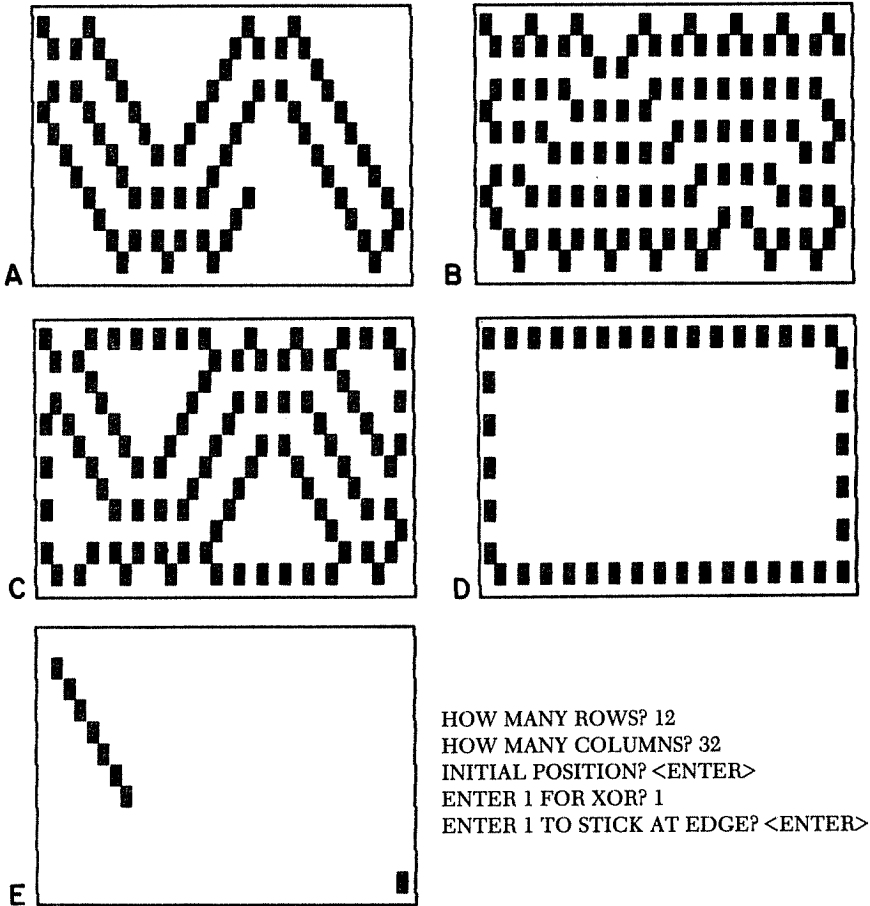 A
B
C
D
E
HOW MANY ROWS? 12
HOW MANY COLUMNS? 32
INITIAL POSITION? <ENTER>
ENTER 1 FOR XOR? 1
ENTER 1 TO STICK AT EDGE? <ENTER>